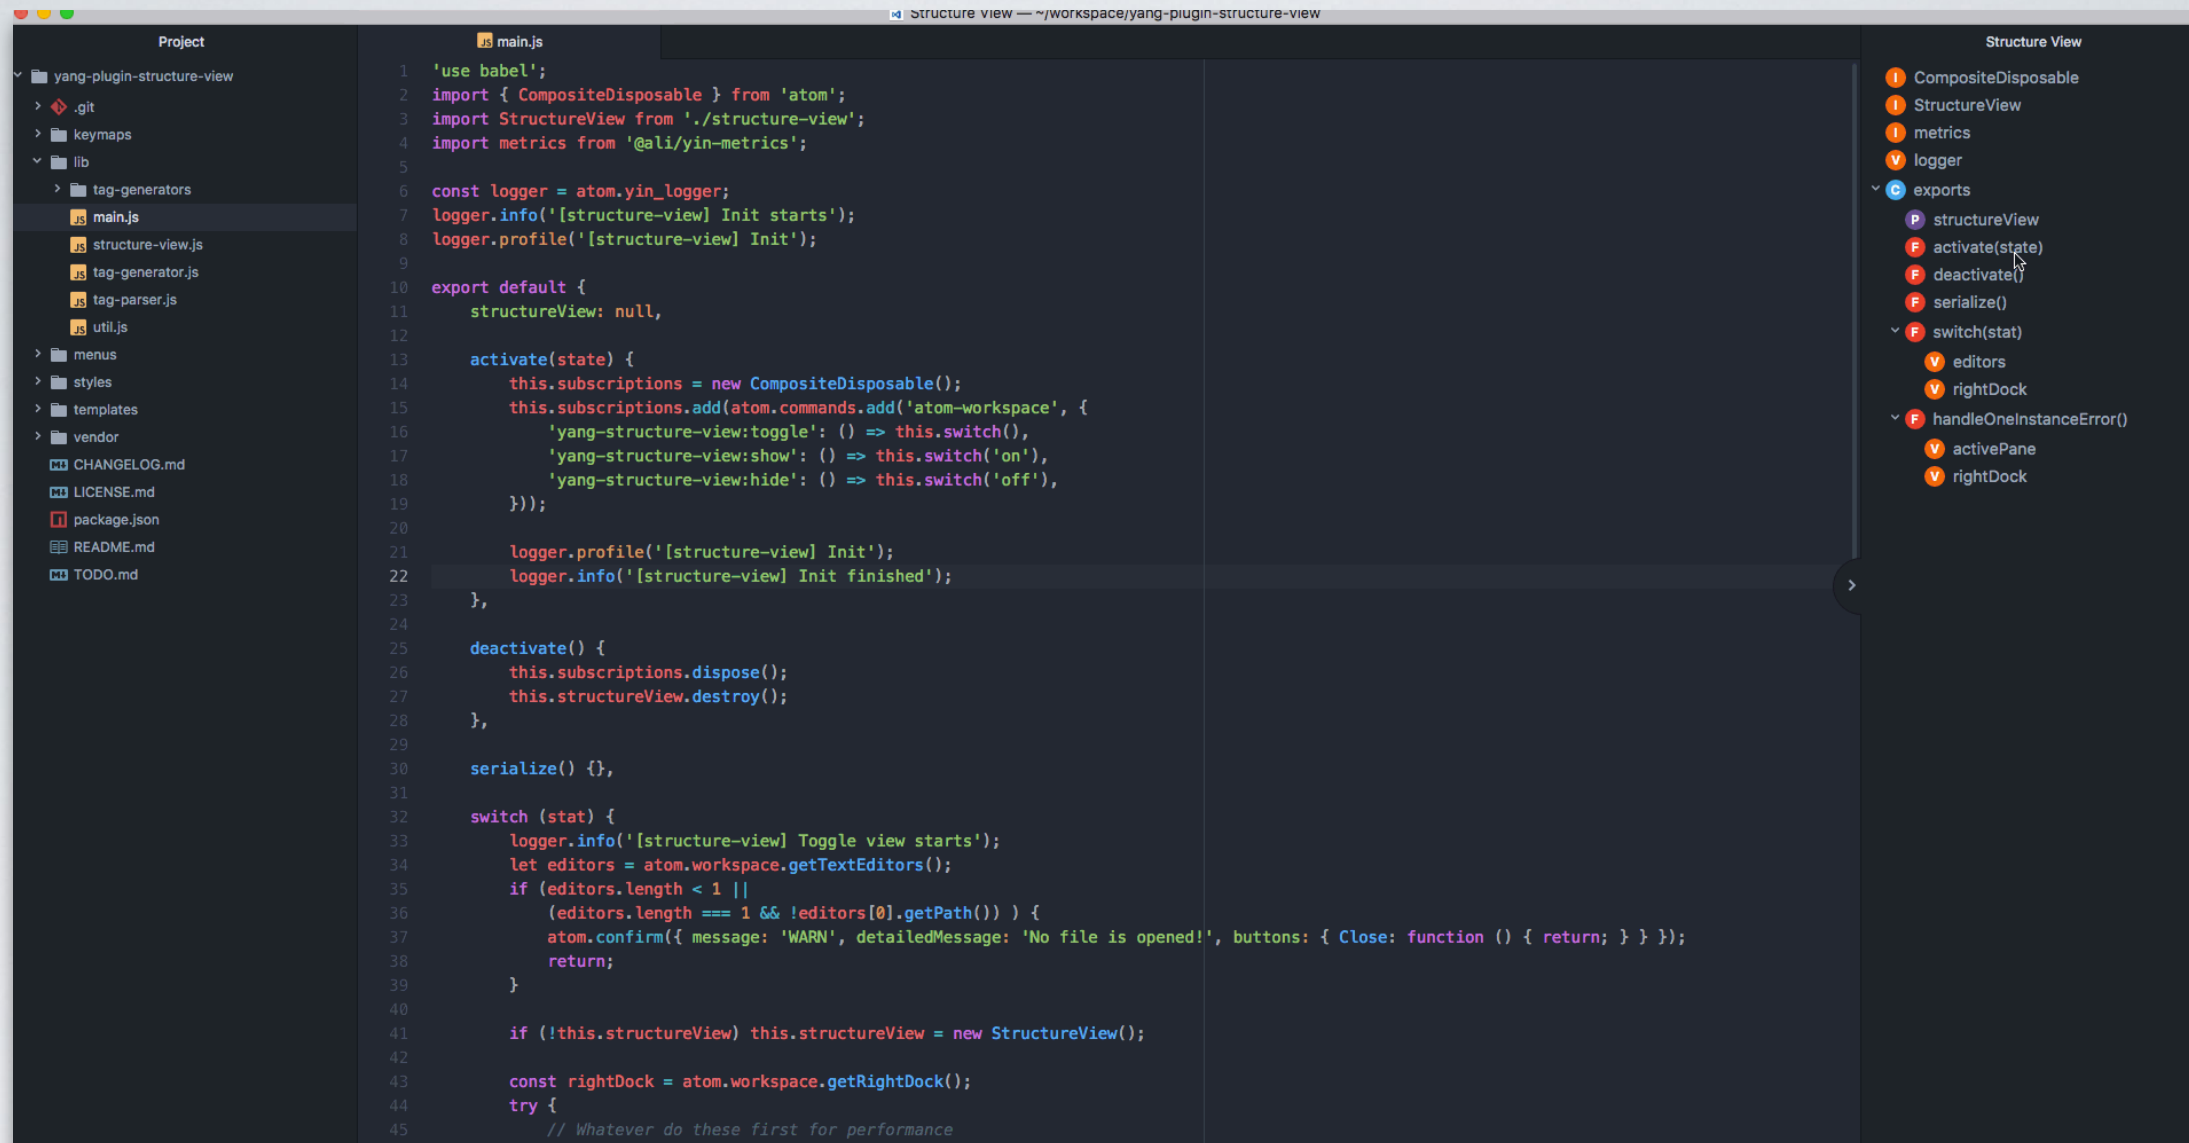 Structure View — ~/workspace/yang-plugin-structure-view
Project
yang-plugin-structure-view
.git
keymaps
lib
tag-generators
JS main.js
JS structure-view.js
JS tag-generator.js
JS tag-parser.js
JS util.js
menus
styles
templates
vendor
CHANGELOG.md
LICENSE.md
package.json
README.md
TODO.md
JS main.js
1 'use babel';
2 import { CompositeDisposable } from 'atom';
3 import StructureView from './structure-view';
4 import metrics from '@ali/yin-metrics';
5
6 const logger = atom.yin_logger;
7 logger.info('[structure-view] Init starts');
8 logger.profile('[structure-view] Init');
9
10 export default {
11 structureView: null,
12
13 activate(state) {
14 this.subscriptions = new CompositeDisposable();
15 this.subscriptions.add(atom.commands.add('atom-workspace', {
16 'yang-structure-view:toggle': () => this.switch(),
17 'yang-structure-view:show': () => this.switch('on'),
18 'yang-structure-view:hide': () => this.switch('off'),
19 }));
20
21 logger.profile('[structure-view] Init');
22 logger.info('[structure-view] Init finished');
23 },
24
25 deactivate() {
26 this.subscriptions.dispose();
27 this.structureView.destroy();
28 },
29
30 serialize() {},
31
32 switch (stat) {
33 logger.info('[structure-view] Toggle view starts');
34 let editors = atom.workspace.getTextEditors();
35 if (editors.length < 1 ||
36 (editors.length === 1 && !editors[0].getPath()) ) {
37 atom.confirm({ message: 'WARN', detailedMessage: 'No file is opened!', buttons: { Close: function () { return; } } });
38 return;
39 }
40
41 if (!this.structureView) this.structureView = new StructureView();
42
43 const rightDock = atom.workspace.getRightDock();
44 try {
45 // Whatever do these first for performance
Structure View
I CompositeDisposable
I StructureView
I metrics
V logger
C exports
P structureView
F activate(state)
F deactivate()
F serialize()
F switch(stat)
V editors
V rightDock
F handleOneInstanceError()
V activePane
V rightDock